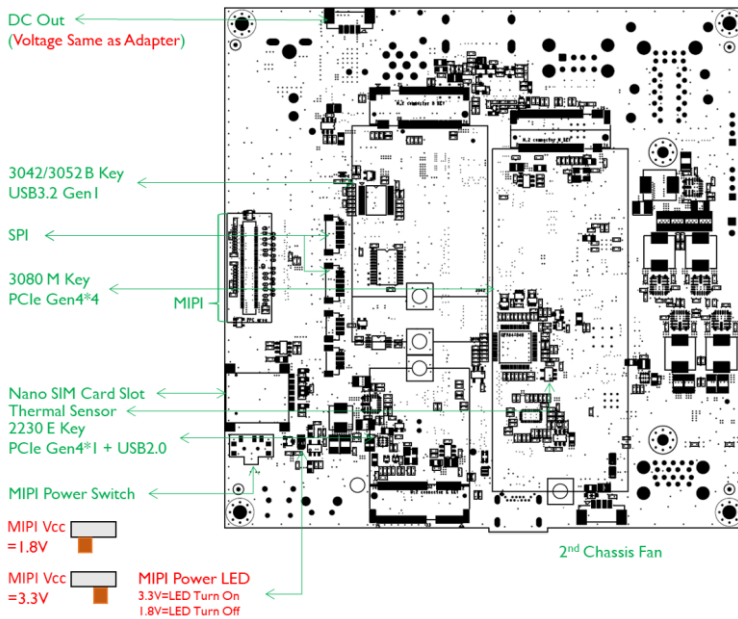 DC Out
(Voltage Same as Adapter)
3042/3052 B Key
USB3.2 Gen1
SPI
3080 M Key
PCIe Gen4*4
MIPI
Nano SIM Card Slot
Thermal Sensor
2230 E Key
PCIe Gen4*1 + USB2.0
MIPI Power Switch
MIPI Vcc
=1.8V
MIPI Vcc
=3.3V
MIPI Power LED
3.3V=LED Turn On
1.8V=LED Turn Off
2nd Chassis Fan